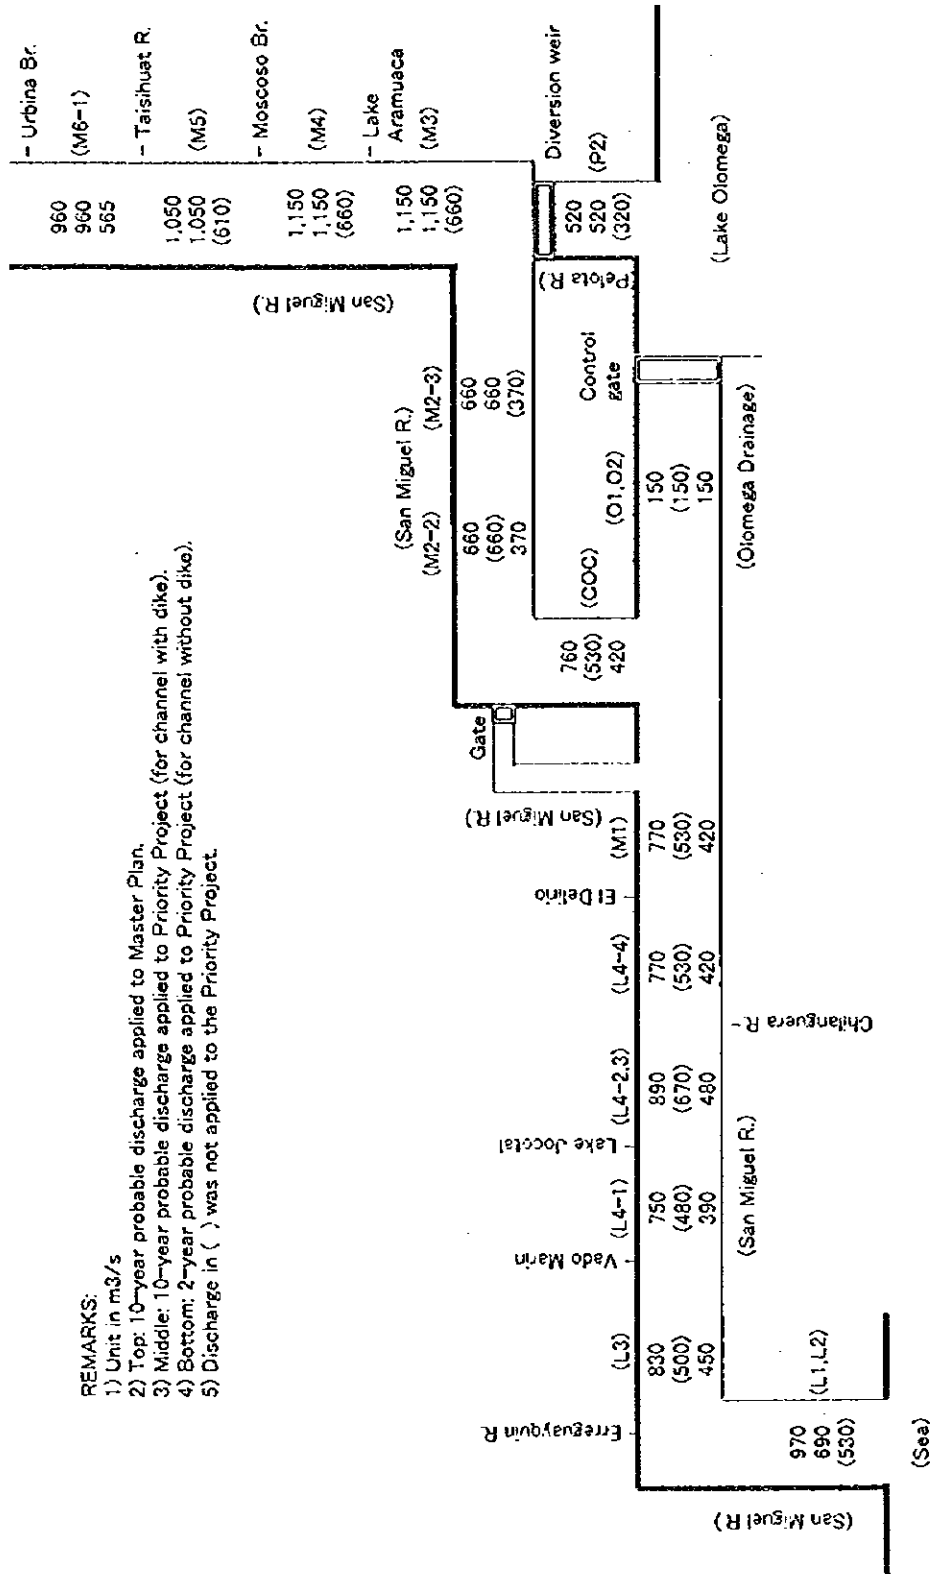 REMARKS:
1) Unit in m3/s
2) Top: 10-year probable discharge applied to Master Plan.
3) Middle: 10-year probable discharge applied to Priority Project (for channel with dike).
4) Bottom: 2-year probable discharge applied to Priority Project (for channel without dike).
5) Discharge in ( ) was not applied to the Priority Project.
Urbina Br.
(M6-1)
960
960
565
Taisihuat R.
(M5)
1,050
1,050
(610)
Moscoso Br.
(M4)
1,150
1,150
(660)
Lake
Aramuaca
(M3)
1,150
1,150
(660)
(San Miguel R.)
Diversion weir
(P2)
520
520
(320)
Pelota
R.)
(Lake Olomega)
(San Miguel R.)
(M2-3)
660
660
(370)
(M2-2)
660
(660)
370
Control
gate
(O1,O2)
150
(150)
150
(Olomega Drainage)
(COC)
760
(530)
420
Gate
(San Miguel R.)
(M1)
770
(530)
420
El Delirio
(L4-4)
770
(530)
420
Chilanguera R.
(L4-2,3)
890
(670)
480
Lake Jocotal
(L4-1)
750
(480)
390
(San Miguel R.)
Vado Marin
(L3)
830
(500)
450
Erreguayquin R.
(L1,L2)
970
690
(530)
(San Miguel R.)
(Sea)